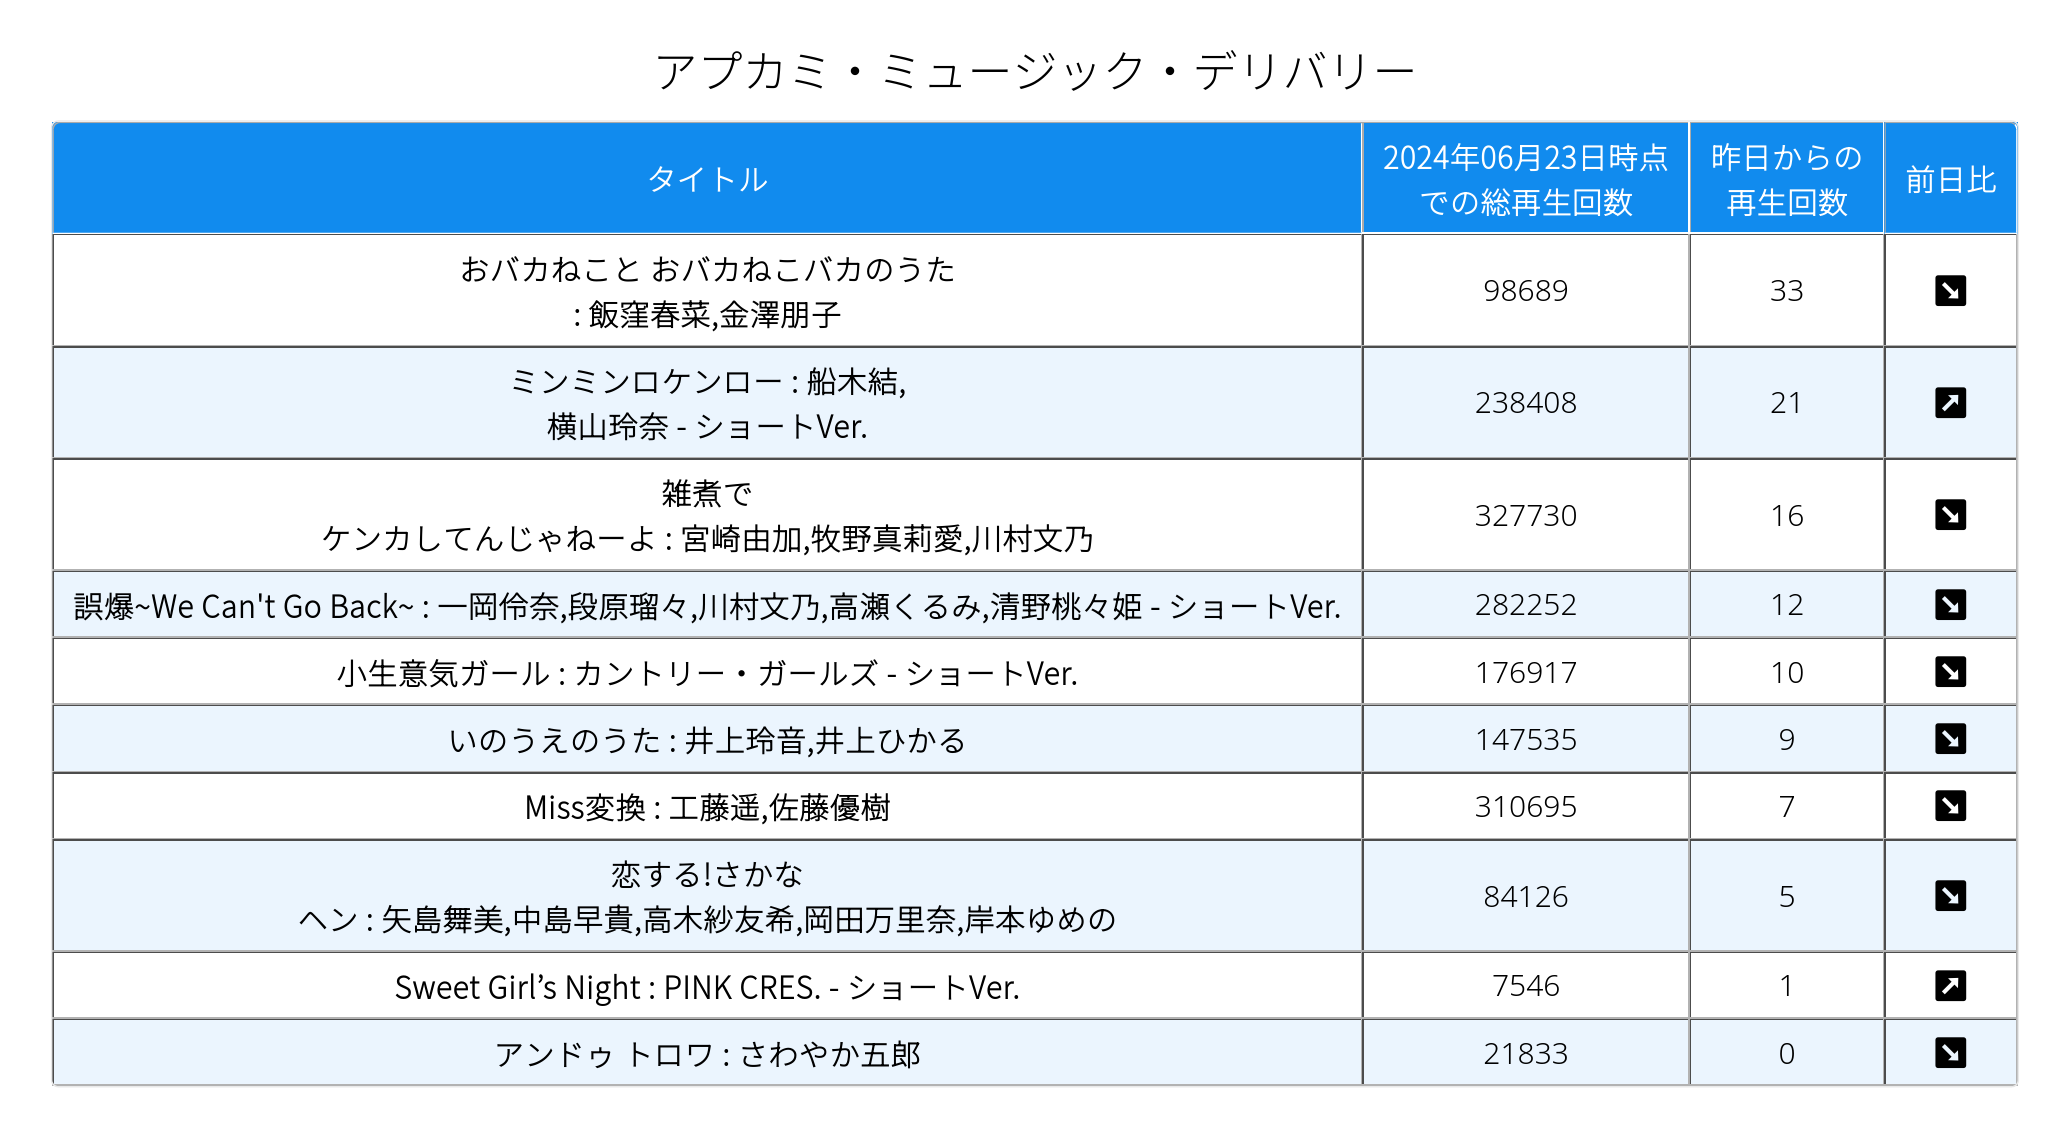 アプカミ・ミュージック・デリバリー
タイトル
2024年06月23日時点
での総再生回数
昨日からの
再生回数
前日比
おバカねこと おバカねこバカのうた
: 飯窪春菜,金澤朋子
98689
33
ミンミンロケンロー : 船木結,
横山玲奈 - ショートVer.
238408
21
雑煮で
ケンカしてんじゃねーよ : 宮崎由加,牧野真莉愛,川村文乃
327730
16
誤爆~We Can't Go Back~ : 一岡伶奈,段原瑠々,川村文乃,高瀬くるみ,清野桃々姫 - ショートVer.
282252
12
小生意気ガール : カントリー・ガールズ - ショートVer.
176917
10
いのうえのうた : 井上玲音,井上ひかる
147535
9
Miss変換 : 工藤遥,佐藤優樹
310695
7
恋する!さかな
ヘン : 矢島舞美,中島早貴,高木紗友希,岡田万里奈,岸本ゆめの
84126
5
Sweet Girl’s Night : PINK CRES. - ショートVer.
7546
1
アンドゥ トロワ : さわやか五郎
21833
0